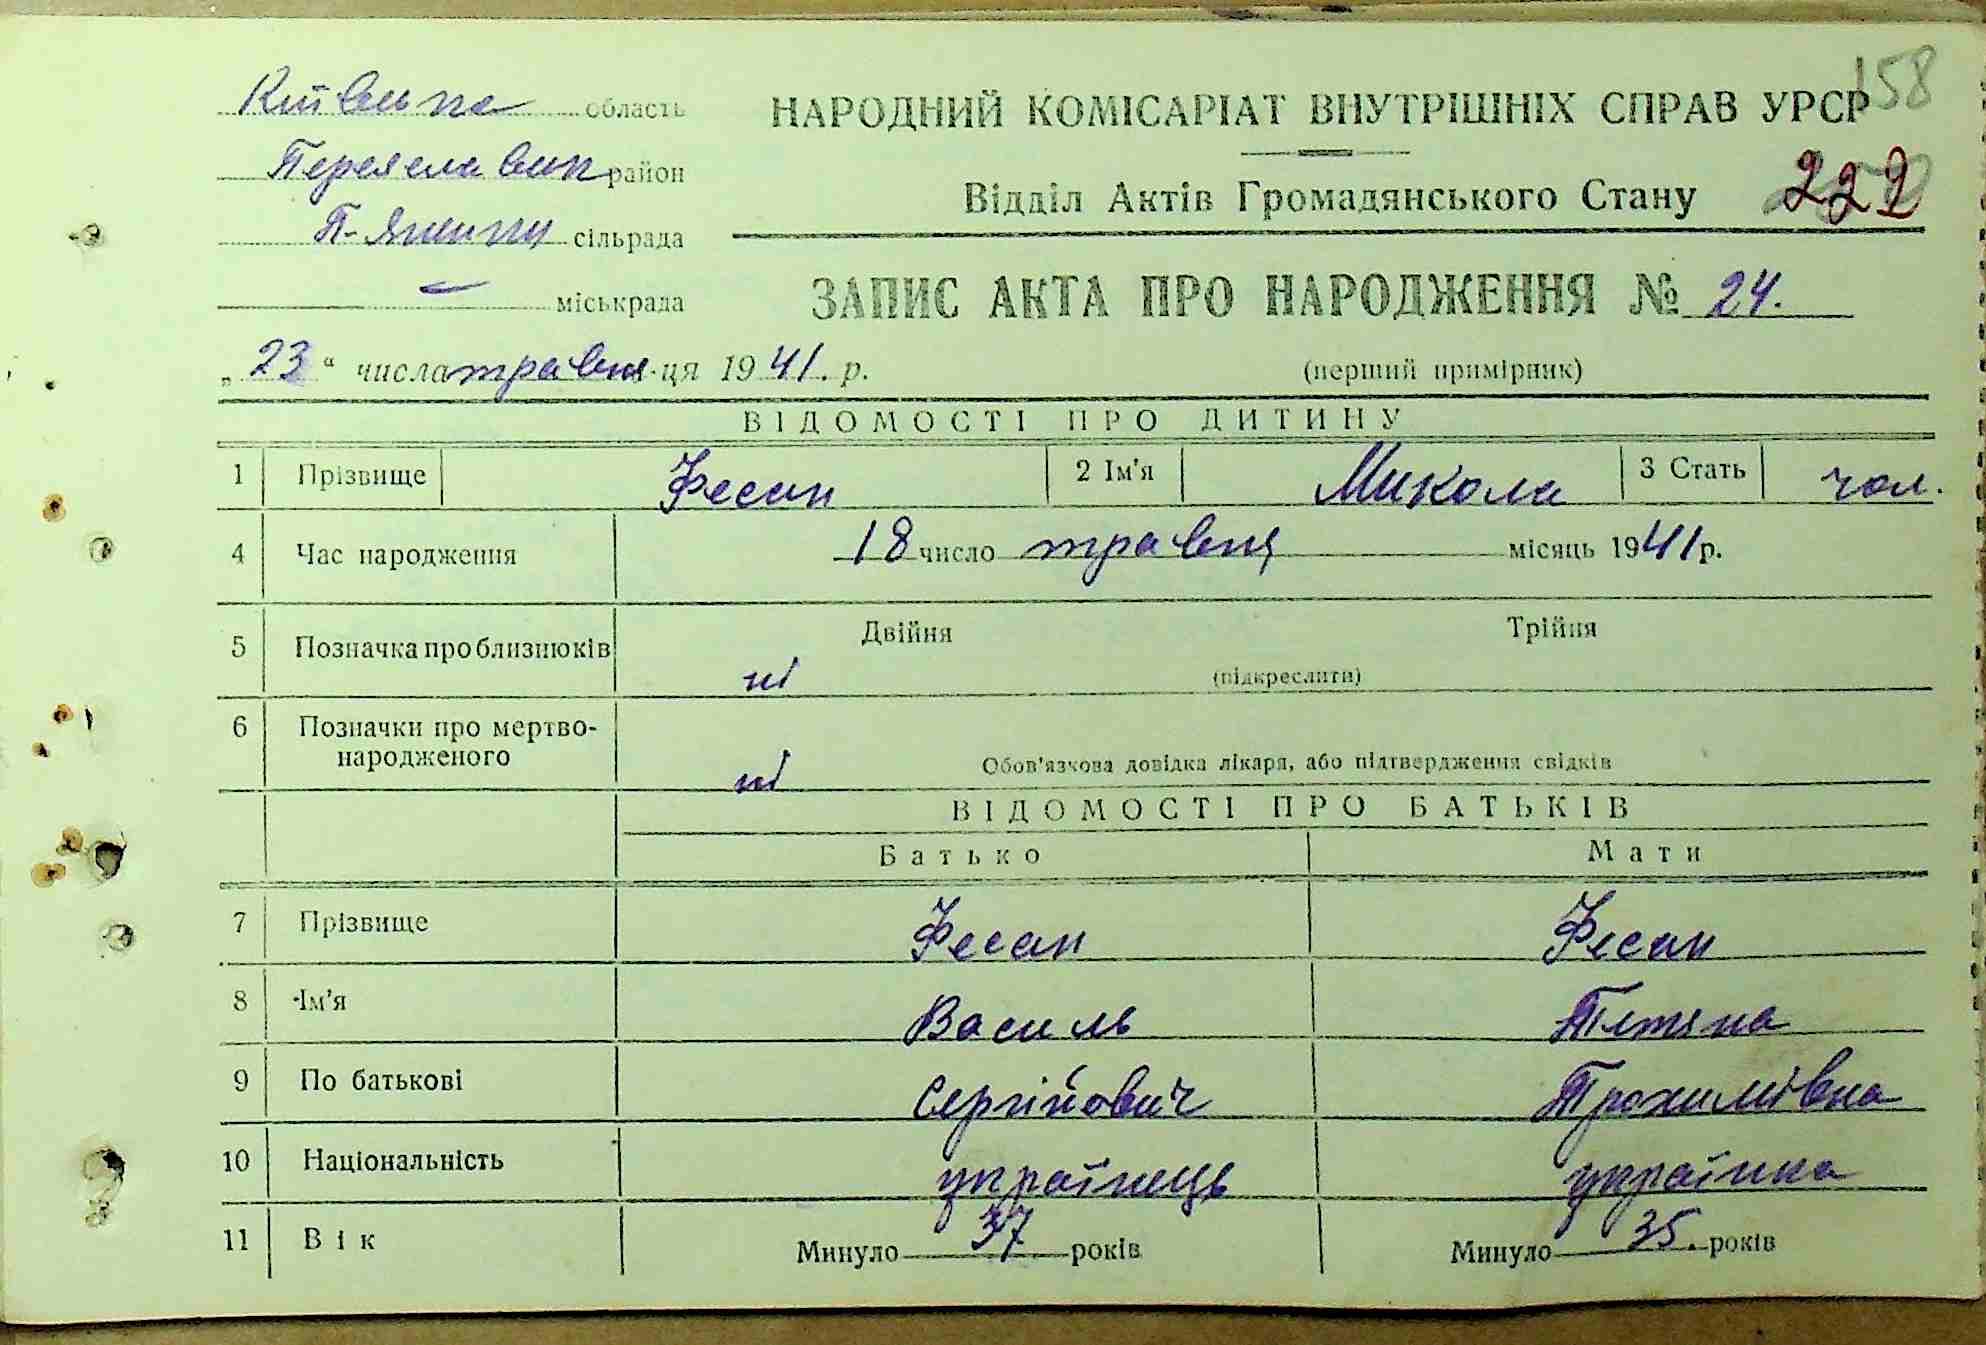 158
Київська область
НАРОДНИЙ КОМІСАРІАТ ВНУТРІШНІХ СПРАВ УРСР
Переяславськ район
Відділ Актів Громадянського Стану 222
сільрада
— міськрада
ЗАПИС АКТА ПРО НАРОДЖЕННЯ № 24.
„ 23 “ числа травня ­ця 1941. р.
(перший примірник)
ВІДОМОСТІ ПРО ДИТИНУ
1 Прізвище Фесан 2 Ім'я Микола 3 Стать чол.
4 Час народження 18 число травня місяць 1941 р.
5 Позначка про близнюків ні Двійня Трійня
(підкреслити)
6 Позначки про мертво-
народженого ні Обов'язкова довідка лікаря, або підтвердження свідків
ВІДОМОСТІ ПРО БАТЬКІВ
Батько Мати
7 Прізвище Фесан Фесан
8 Ім'я Василь Тітяна
9 По батькові Сергійович Трохимівна
10 Національність українець українка
11 Вік Минуло 37 років Минуло 35. років